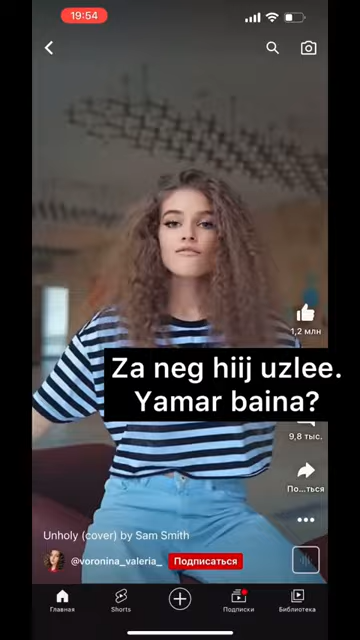 19:54
1,2 млн
Za neg hiij uzlee.
Yamar baina?
9,8 тыс.
По...ться
Unholy (cover) by Sam Smith
@voronina_valeria_ Подписаться
Главная Shorts Подписки Библиотека